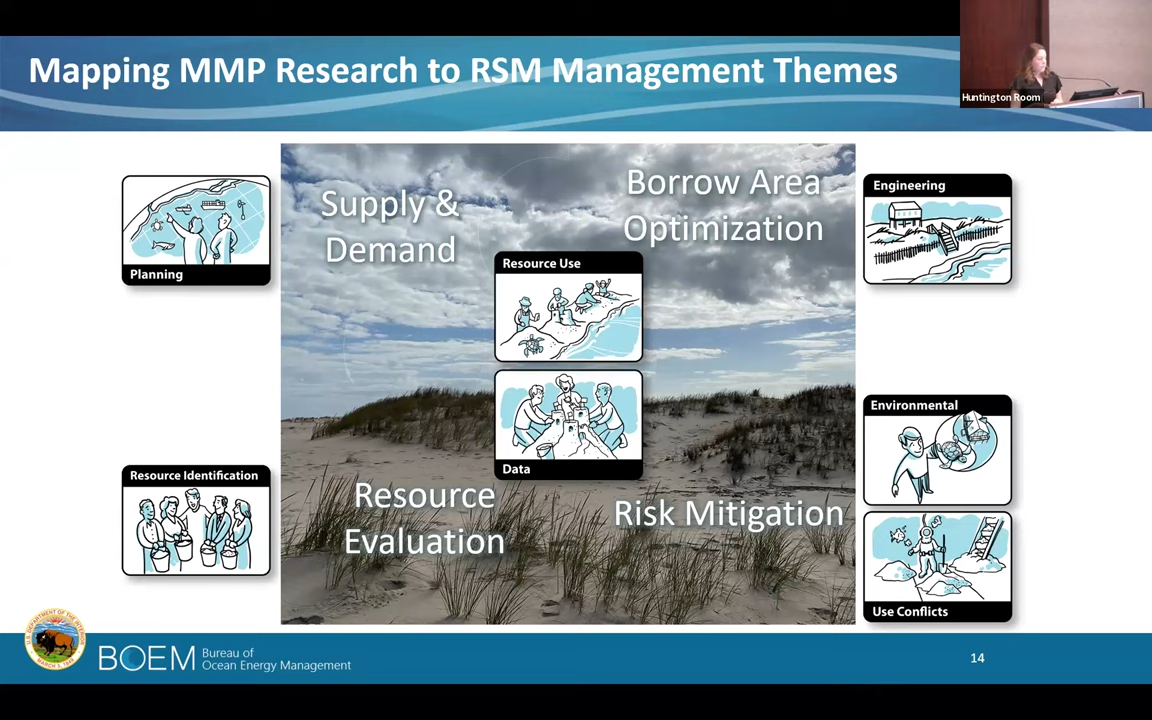 Mapping MMP Research to RSM Management Themes
Huntington Room
Planning
Supply &
Demand
Borrow Area
Optimization
Engineering
Resource Use
Data
Resource Identification
Resource
Evaluation
Risk Mitigation
Environmental
Use Conflicts
BOEM
Bureau of
Ocean Energy Management
14